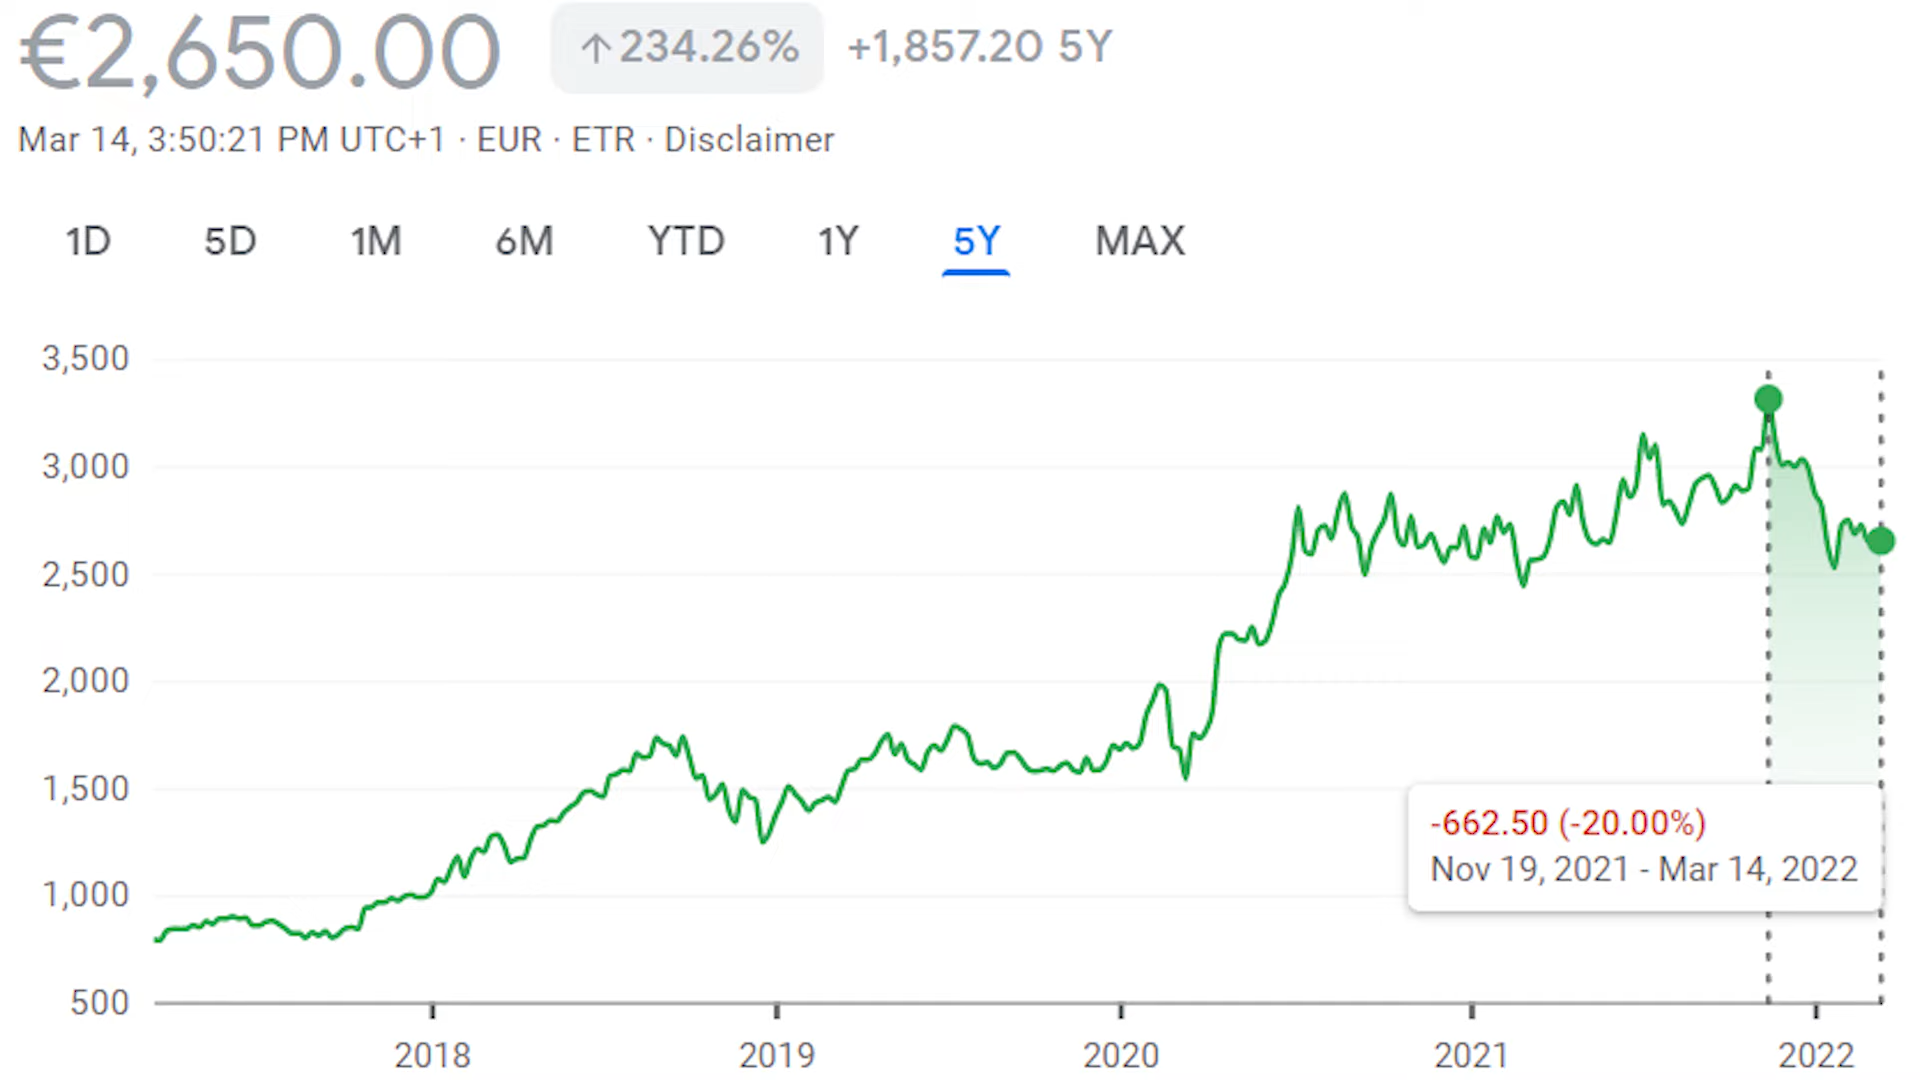 €2,650.00 ↑234.26% +1,857.20 5Y
Mar 14, 3:50:21 PM UTC+1 · EUR · ETR · Disclaimer
1D 5D 1M 6M YTD 1Y 5Y MAX
3,500
3,000
2,500
2,000
1,500
-662.50 (-20.00%)
Nov 19, 2021 - Mar 14, 2022
1,000
500
2018 2019 2020 2021 2022